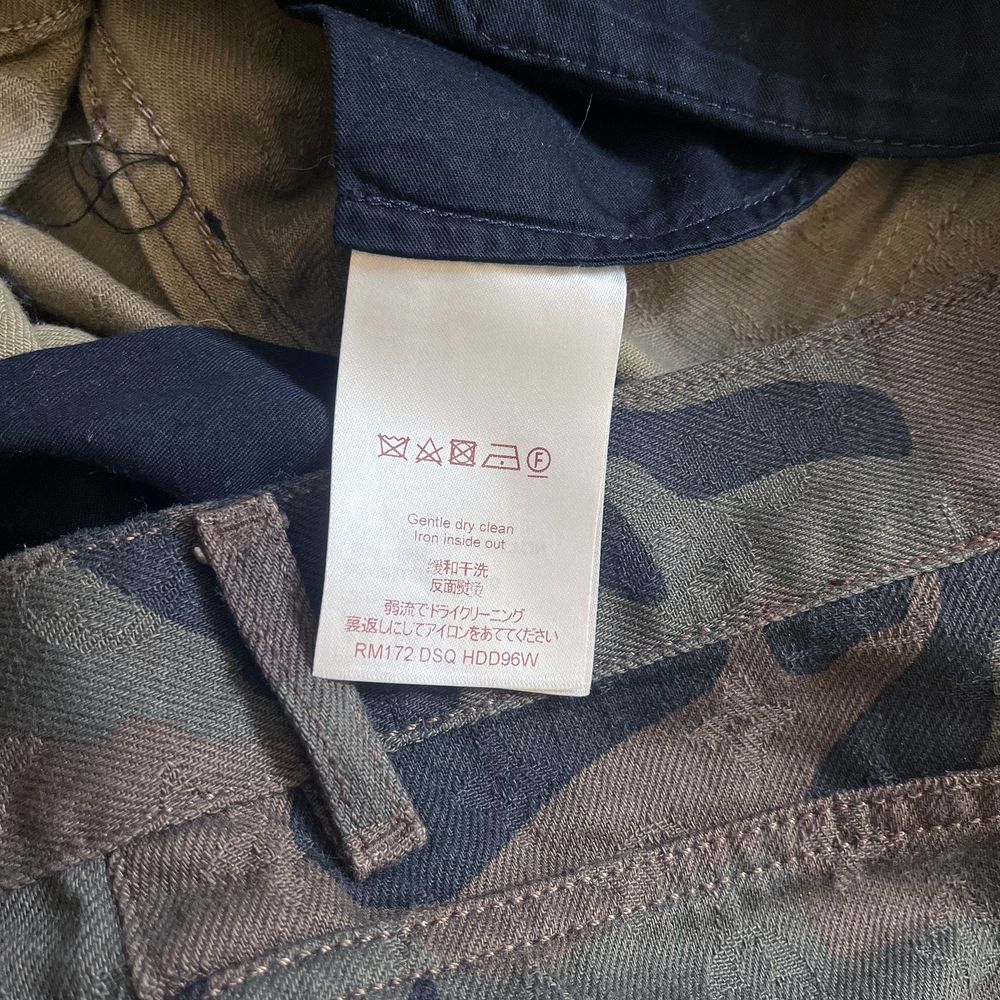 F
Gentle dry clean
Iron inside out
缓和干洗
反面熨烫
弱流でドライクリーニング
裏返しにしてアイロンをあててください
RM172 DSQ HDD96W